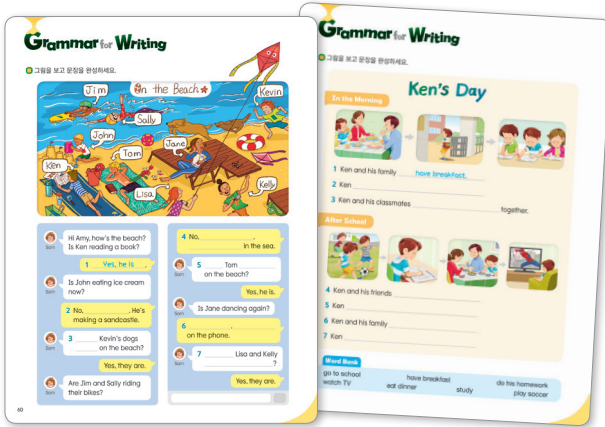 Grammar for Writing
그림을 보고 문장을 완성하세요.
On the Beach
Jim
Kevin
Sally
John
Tom
Jane
Ken
Lisa
Kelly
Sam
Hi Amy, how's the beach?
Is Ken reading a book?
1 Yes, he is .
Sam
Is John eating ice cream
now?
2 No, . He's
making a sandcastle.
Sam
3 Kevin's dogs
on the beach?
Yes, they are.
Sam
Are Jim and Sally riding
their bikes?
4 No, .
in the sea.
Sam
5 Tom
on the beach?
Yes, he is.
Sam
Is Jane dancing again?
6 .
on the phone.
Sam
7 Lisa and Kelly
?
Yes, they are.
60
Grammar for Writing
그림을 보고 문장을 완성하세요.
Ken's Day
In the Morning
1 Ken and his family have breakfast.
2 Ken
3 Ken and his classmates together.
After School
4 Ken and his friends
5 Ken
6 Ken and his family
7 Ken
Word Bank
go to school have breakfast do his homework
watch TV eat dinner study play soccer